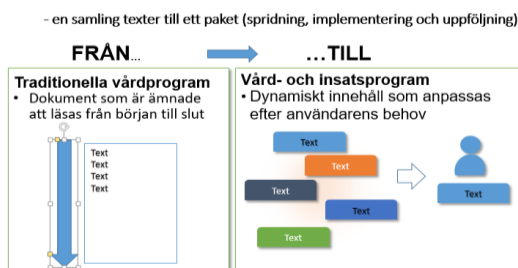 - en samling texter till ett paket (spridning, implementering och uppföljning)
FRÅN...
...TILL
Traditionella vårdprogram
• Dokument som är ämnade
att läsas från början till slut
Text
Text
Text
Text
Vård- och insatsprogram
• Dynamiskt innehåll som anpassas
efter användarens behov
Text
Text
Text
Text
Text
Text